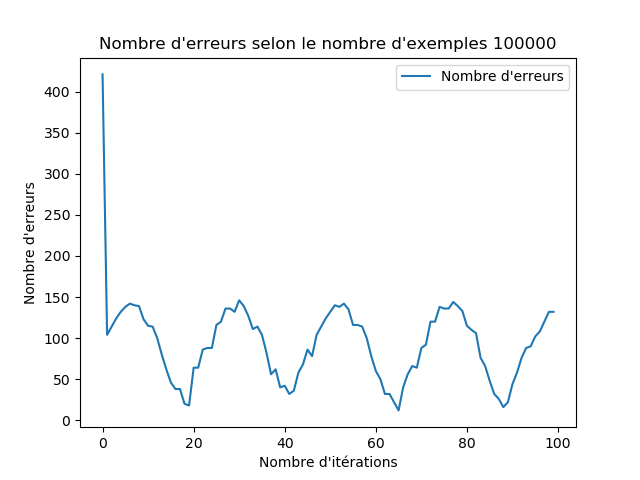 Nombre d'erreurs selon le nombre d'exemples 100000
Nombre d'erreurs
400
350
300
250
200
150
100
50
0
Nombre d'erreurs
0 20 40 60 80 100
Nombre d'itérations